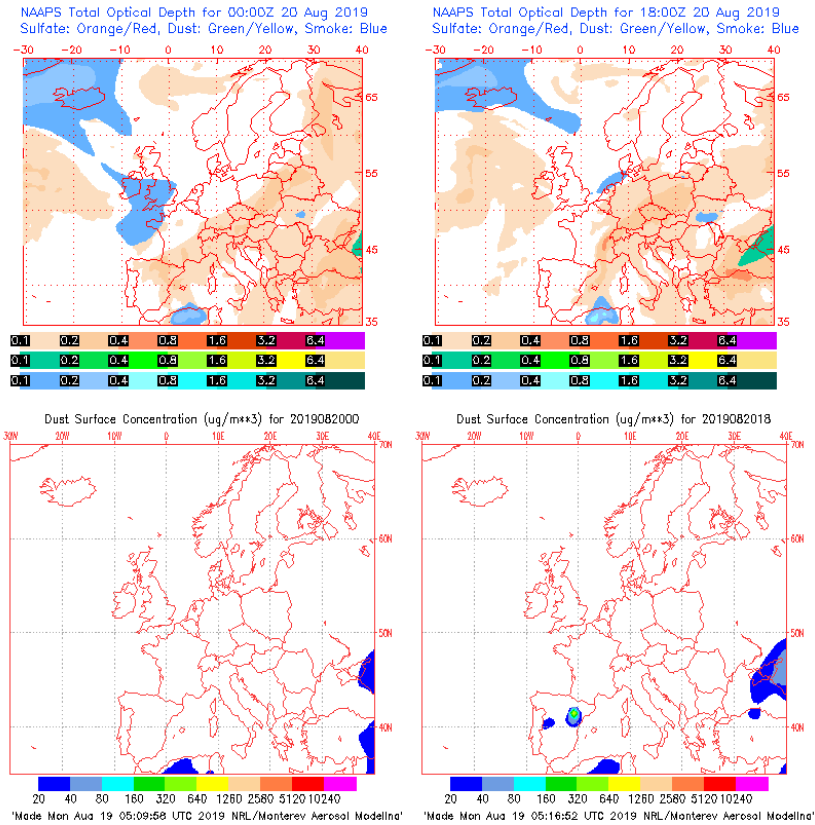 NAAPS Total Optical Depth for 00:00Z 20 Aug 2019
Sulfate: Orange/Red, Dust: Green/Yellow, Smoke: Blue
-30 -20 -10 0 10 20 30 40
65
55
45
35
0.1 0.2 0.4 0.8 1.6 3.2 6.4
0.1 0.2 0.4 0.8 1.6 3.2 6.4
0.1 0.2 0.4 0.8 1.6 3.2 6.4
NAAPS Total Optical Depth for 18:00Z 20 Aug 2019
Sulfate: Orange/Red, Dust: Green/Yellow, Smoke: Blue
-30 -20 -10 0 10 20 30 40
65
55
45
35
0.1 0.2 0.4 0.8 1.6 3.2 6.4
0.1 0.2 0.4 0.8 1.6 3.2 6.4
0.1 0.2 0.4 0.8 1.6 3.2 6.4
Dust Surface Concentration (ug/m**3) for 2019082000
30W 20W 10W 0 10E 20E 30E 40E
70N
60N
50N
40N
20 40 80 160 320 640 1260 2580 5120 10240
'Made Mon Aug 19 05:09:58 UTC 2019 NRL/Monterey Aerosol Modeling'
Dust Surface Concentration (ug/m**3) for 2019082018
30W 20W 10W 0 10E 20E 30E 40E
70N
60N
50N
40N
20 40 80 160 320 640 1260 2580 5120 10240
'Made Mon Aug 19 05:16:52 UTC 2019 NRL/Monterey Aerosol Modeling'